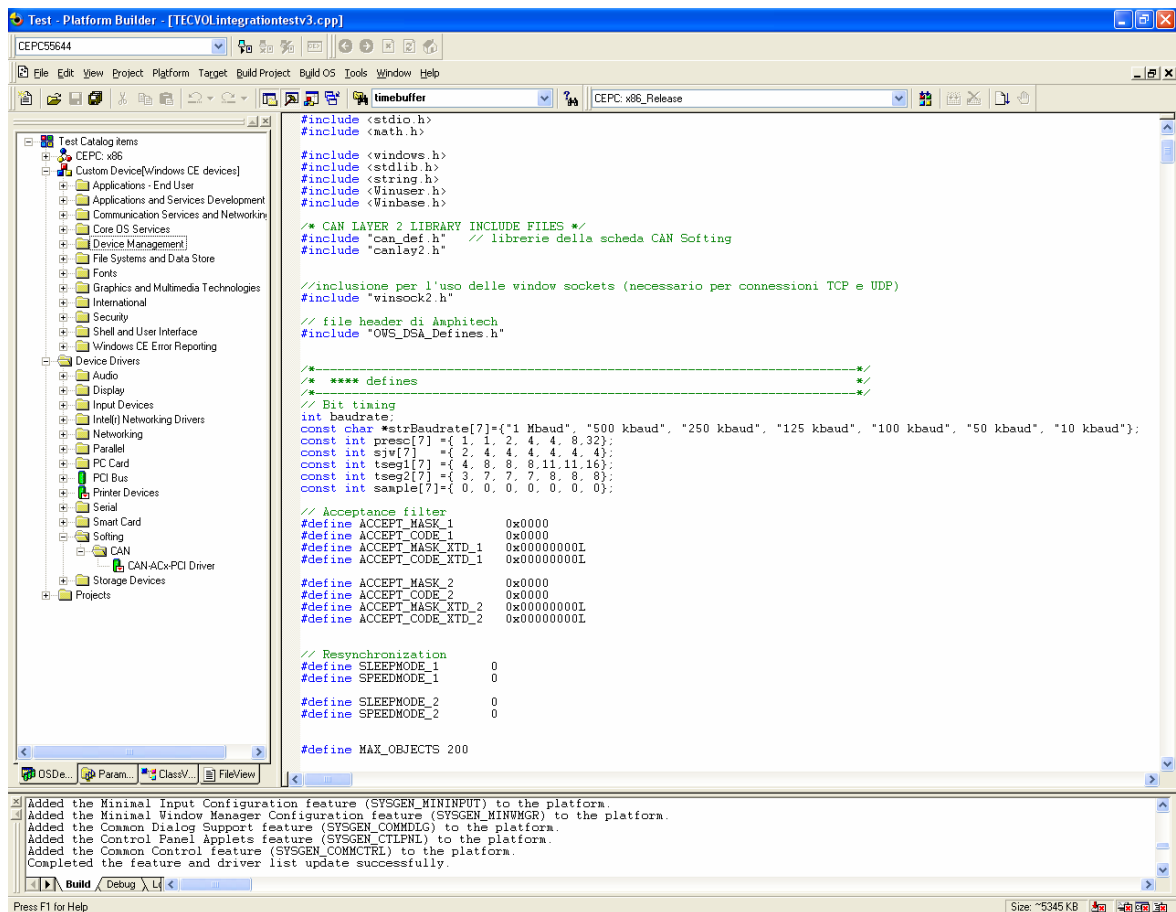 Test - Platform Builder - [TECVOLintegrationtestv3.cpp]
CEPC55644
File Edit View Project Platform Target Build Project Build OS Tools Window Help
timebuffer
CEPC: x86_Release
Test Catalog items
CEPC: x86
Custom Device[Windows CE devices]
Applications - End User
Applications and Services Development
Communication Services and Networking
Core OS Services
Device Management
File Systems and Data Store
Fonts
Graphics and Multimedia Technologies
International
Security
Shell and User Interface
Windows CE Error Reporting
Device Drivers
Audio
Display
Input Devices
Intel(r) Networking Drivers
Networking
Parallel
PC Card
PCI Bus
Printer Devices
Serial
Smart Card
Softing
CAN
CAN-ACx-PCI Driver
Storage Devices
Projects
OSDe...
Param...
ClassV...
FileView
#include <stdio.h>
#include <math.h>
#include <windows.h>
#include <stdlib.h>
#include <string.h>
#include <Winuser.h>
#include <Winbase.h>
/* CAN LAYER 2 LIBRARY INCLUDE FILES */
#include "can_def.h" // librerie della scheda CAN Softing
#include "canlay2.h"
//inclusione per l'uso delle window sockets (necessario per connessioni TCP e UDP)
#include "winsock2.h"
// file header di Amphitech
#include "OWS_DSA_Defines.h"
/*---------------------------------------------------------------------------*/
/* **** defines */
/*---------------------------------------------------------------------------*/
// Bit timing
int baudrate;
const char *strBaudrate[7]={"1 Mbaud", "500 kbaud", "250 kbaud", "125 kbaud", "100 kbaud", "50 kbaud", "10 kbaud"};
const int presc[7] ={ 1, 1, 2, 4, 4, 8,32};
const int sjw[7] ={ 2, 4, 4, 4, 4, 4, 4};
const int tseg1[7] ={ 4, 8, 8, 8,11,11,16};
const int tseg2[7] ={ 3, 7, 7, 7, 8, 8, 8};
const int sample[7]={ 0, 0, 0, 0, 0, 0, 0};
// Acceptance filter
#define ACCEPT_MASK_1 0x0000
#define ACCEPT_CODE_1 0x0000
#define ACCEPT_MASK_XTD_1 0x00000000L
#define ACCEPT_CODE_XTD_1 0x00000000L
#define ACCEPT_MASK_2 0x0000
#define ACCEPT_CODE_2 0x0000
#define ACCEPT_MASK_XTD_2 0x00000000L
#define ACCEPT_CODE_XTD_2 0x00000000L
// Resynchronization
#define SLEEPMODE_1 0
#define SPEEDMODE_1 0
#define SLEEPMODE_2 0
#define SPEEDMODE_2 0
#define MAX_OBJECTS 200
Added the Minimal Input Configuration feature (SYSGEN_MININPUT) to the platform.
Added the Minimal Window Manager Configuration feature (SYSGEN_MINWMGR) to the platform.
Added the Common Dialog Support feature (SYSGEN_COMMDLG) to the platform.
Added the Control Panel Applets feature (SYSGEN_CTLPNL) to the platform.
Added the Common Control feature (SYSGEN_COMMCTRL) to the platform.
Completed the feature and driver list update successfully.
Build Debug
Press F1 for Help
Size: ~5345 KB